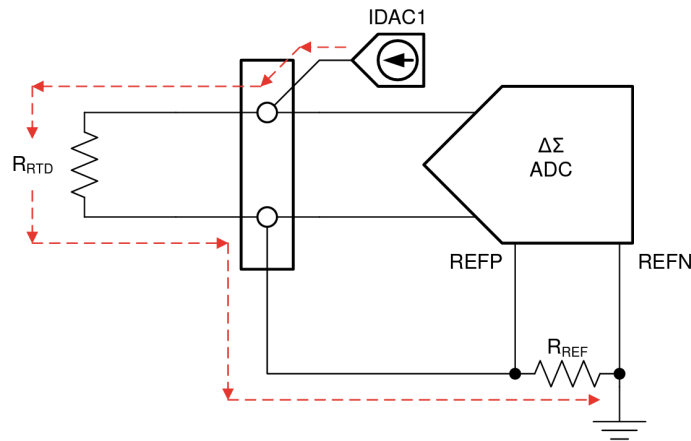 IDAC1
ΔΣ
ADC
RRTD
REFP
REFN
RREF